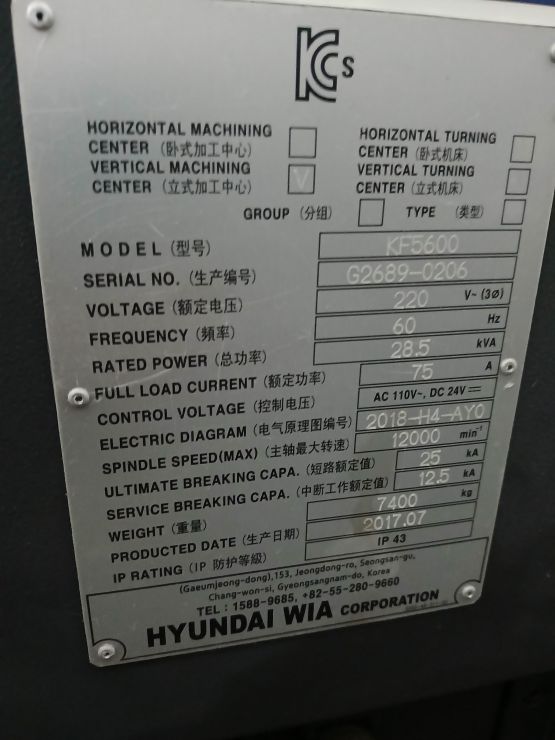 KCs
HORIZONTAL MACHINING
CENTER (卧式加工中心)
HORIZONTAL TURNING
CENTER (卧式机床)
VERTICAL MACHINING
CENTER (立式加工中心) V
VERTICAL TURNING
CENTER (立式机床)
GROUP (分组) TYPE (类型)
MODEL (型号) KF5600
SERIAL NO. (生产编号) G2689-0206
VOLTAGE (额定电压) 220 V~ (3Ø)
FREQUENCY (频率) 60 Hz
RATED POWER (总功率) 28.5 kVA
FULL LOAD CURRENT (额定功率) 75 A
CONTROL VOLTAGE (控制电压) AC 110V~, DC 24V⎓
ELECTRIC DIAGRAM (电气原理图编号) 2018-H4-AY0
SPINDLE SPEED(MAX) (主轴最大转速) 12000 min⁻¹
ULTIMATE BREAKING CAPA. (短路额定值) 25 kA
SERVICE BREAKING CAPA. (中断工作额定值) 12.5 kA
WEIGHT (重量) 7400 kg
PRODUCTED DATE (生产日期) 2017.07
IP RATING (IP 防护等級) IP 43
(Gaeumjeong-dong),153, Jeongdong-ro, Seongsan-gu,
Chang-won-si, Gyeongsangnam-do, Korea
TEL : 1588-9685, +82-55-280-9660
HYUNDAI WIA CORPORATION